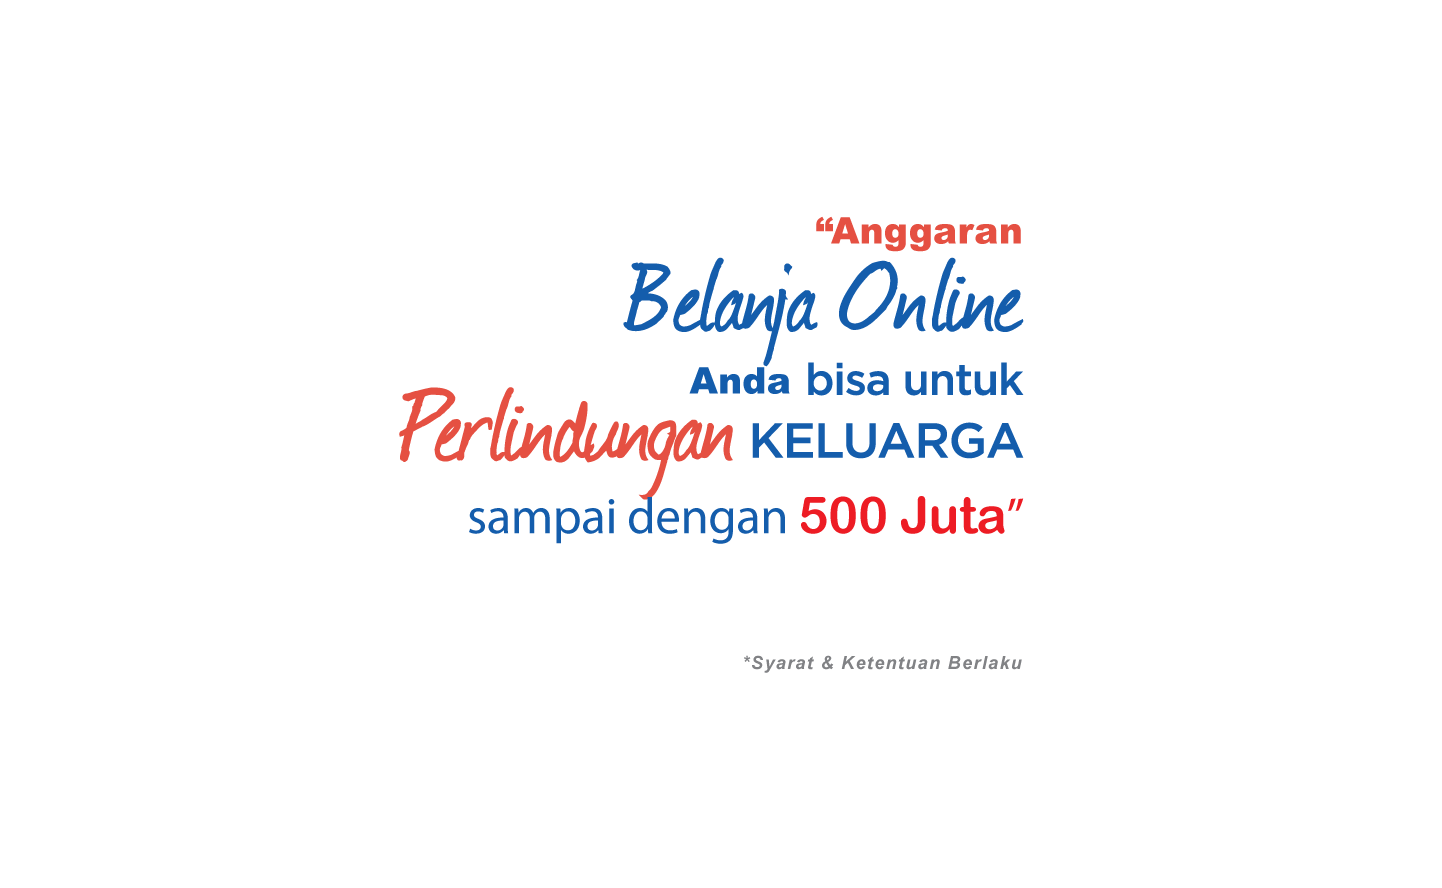 “Anggaran
Belanja Online
Anda bisa untuk
Perlindungan KELUARGA
sampai dengan 500 Juta”
*Syarat & Ketentuan Berlaku